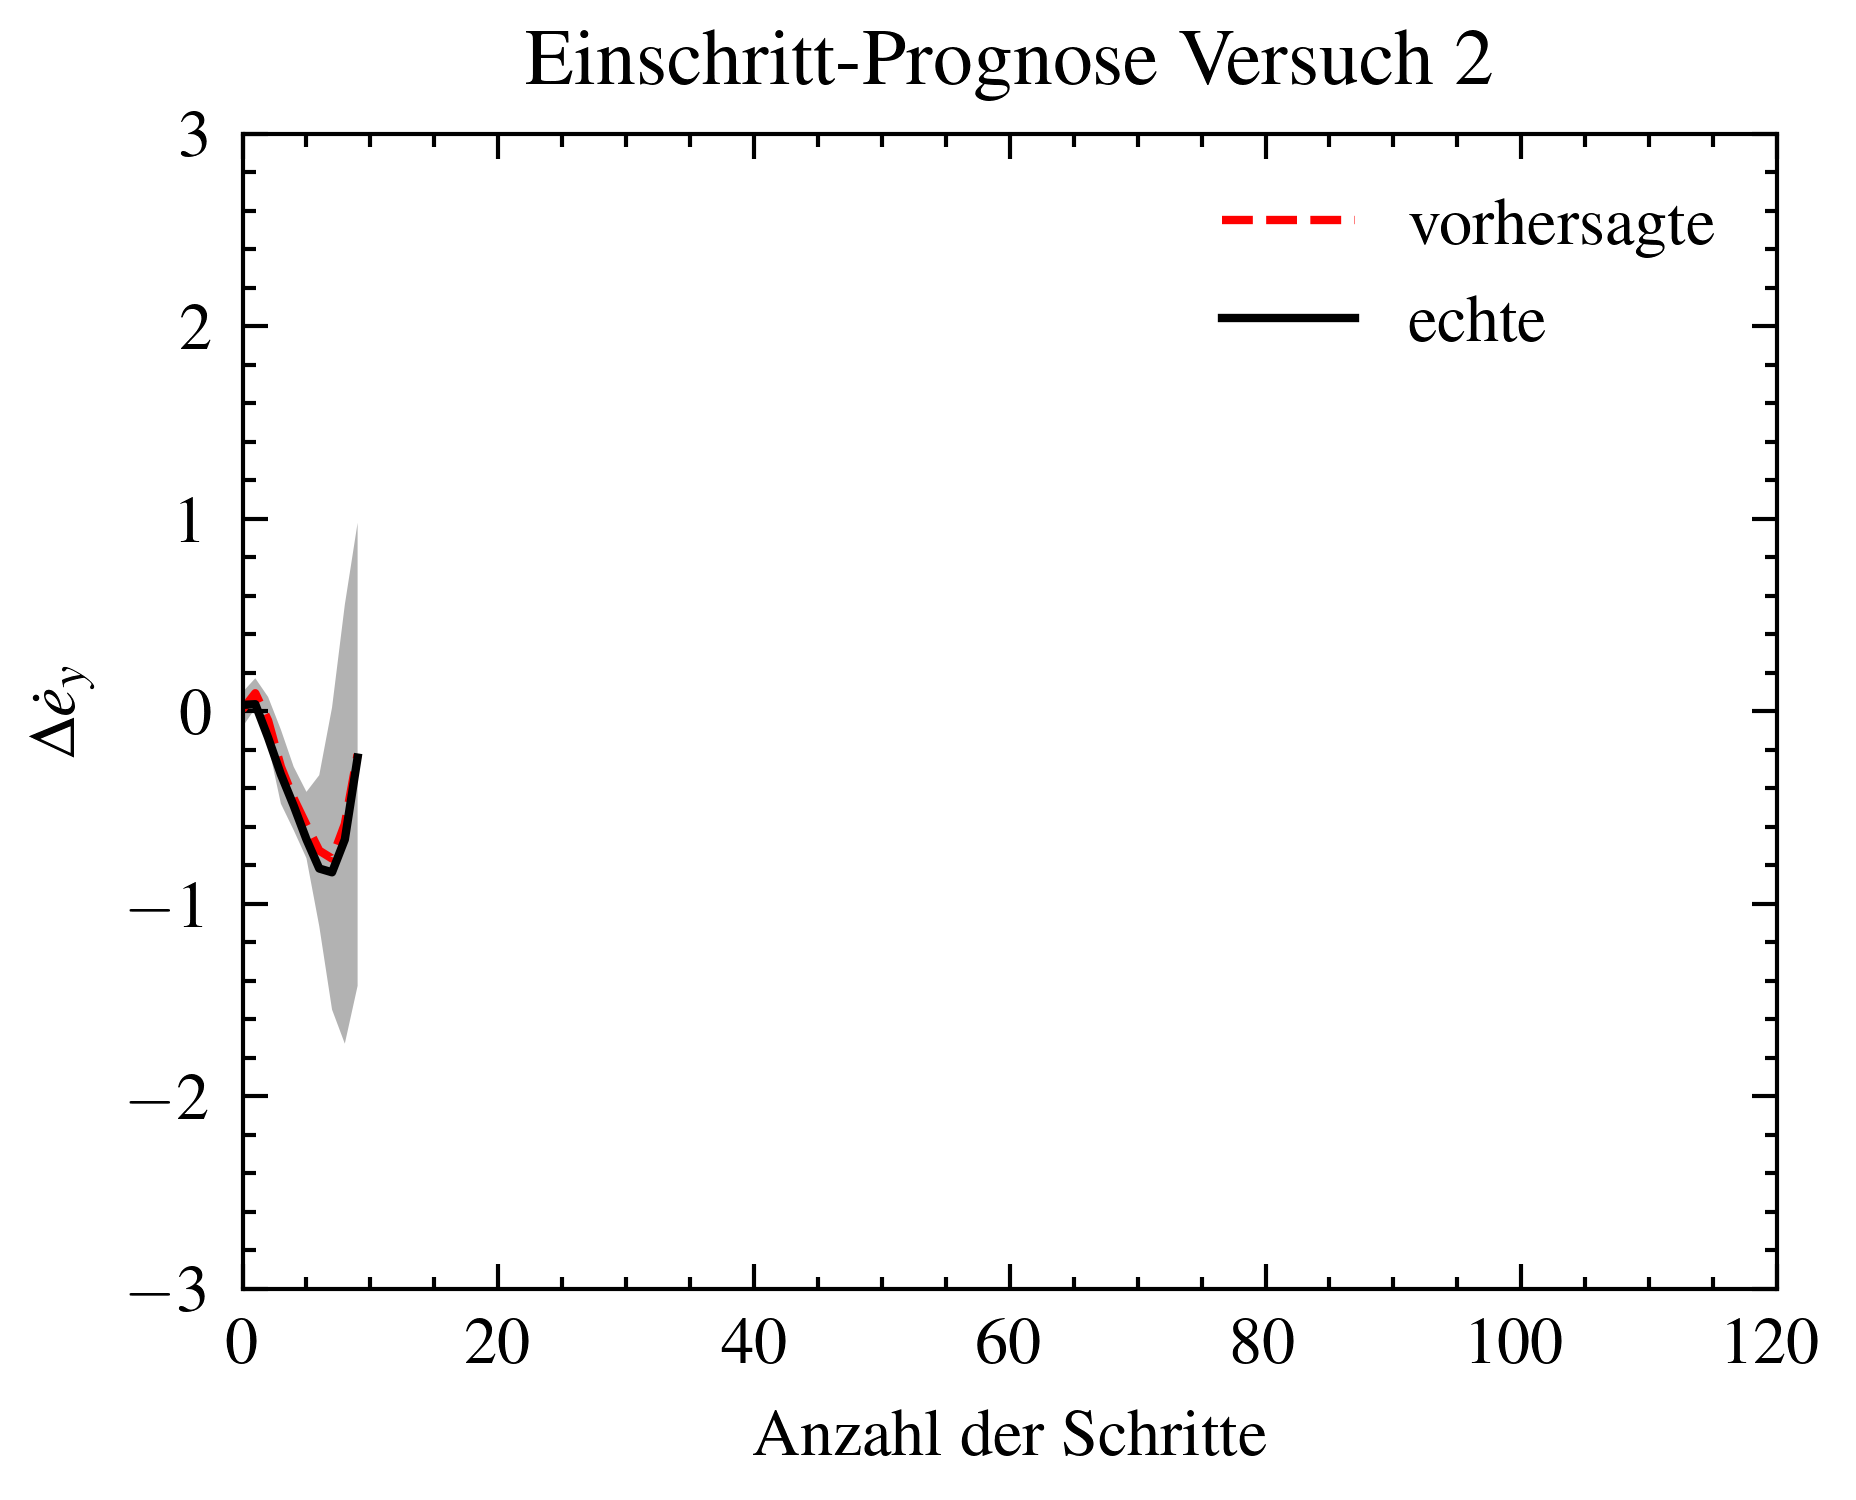 Einschritt-Prognose Versuch 2
3
2
1
0
−1
−2
−3
Δėy
vorhersagte
echte
0 20 40 60 80 100 120
Anzahl der Schritte